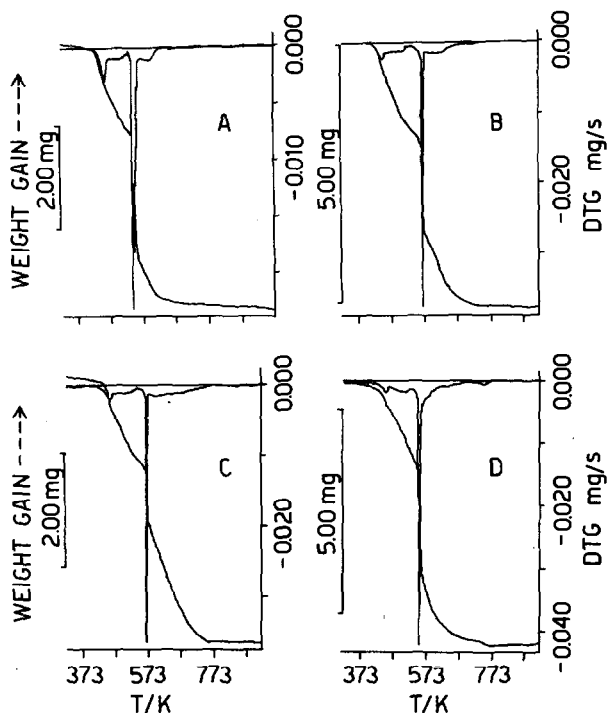 WEIGHT GAIN --->
2.00 mg
A
0.000
-0.010
5.00 mg
B
0.000
-0.020
DTG mg/s
WEIGHT GAIN --->
2.00 mg
C
0.000
-0.020
5.00 mg
D
0.000
-0.020
-0.040
DTG mg/s
373 573 773
T/K
373 573 773
T/K